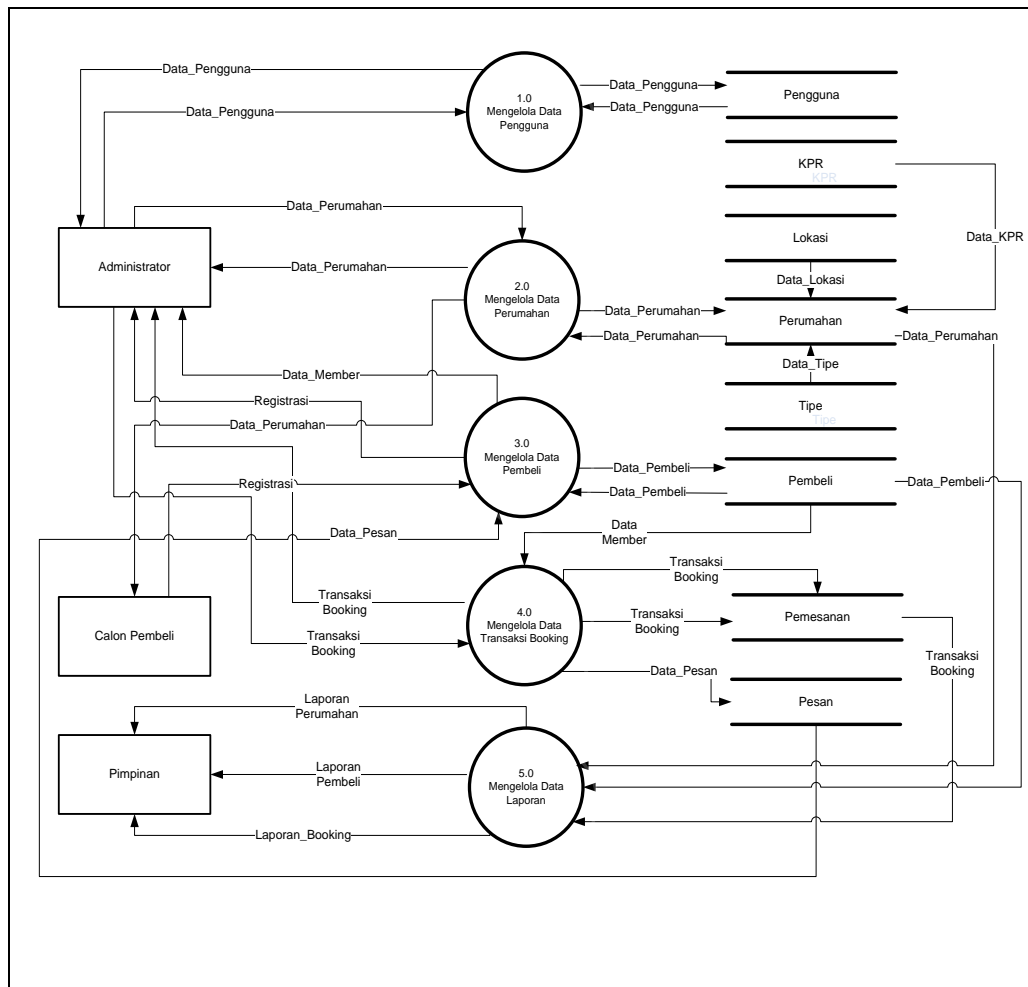 Data_Pengguna
Data_Pengguna
1.0
Mengelola Data
Pengguna
Data_Pengguna
Data_Pengguna
Pengguna
KPR
KPR
Data_KPR
Lokasi
Data_Lokasi
Administrator
Data_Perumahan
Data_Perumahan
2.0
Mengelola Data
Perumahan
Data_Perumahan
Data_Perumahan
Perumahan
Data_Perumahan
Data_Tipe
Tipe
Tipe
Data_Member
Registrasi
Data_Perumahan
Registrasi
3.0
Mengelola Data
Pembeli
Data_Pembeli
Data_Pembeli
Pembeli
Data_Pembeli
Data_Pesan
Data
Member
Calon Pembeli
Transaksi
Booking
Transaksi
Booking
4.0
Mengelola Data
Transaksi Booking
Transaksi
Booking
Transaksi
Booking
Pemesanan
Transaksi
Booking
Data_Pesan
Pesan
Pimpinan
Laporan
Perumahan
Laporan
Pembeli
Laporan_Booking
5.0
Mengelola Data
Laporan